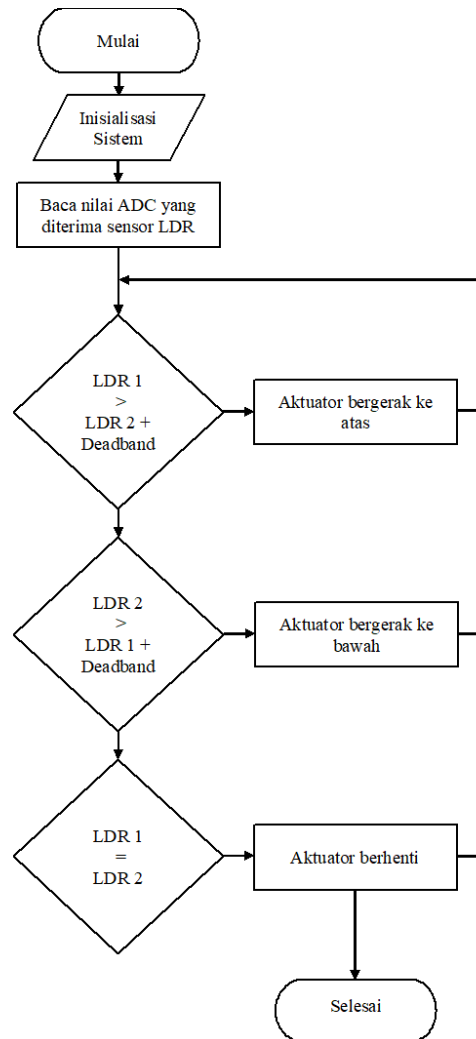 Mulai
Inisialisasi
Sistem
Baca nilai ADC yang
diterima sensor LDR
LDR 1
>
LDR 2 +
Deadband
Aktuator bergerak ke
atas
LDR 2
>
LDR 1 +
Deadband
Aktuator bergerak ke
bawah
LDR 1
=
LDR 2
Aktuator berhenti
Selesai